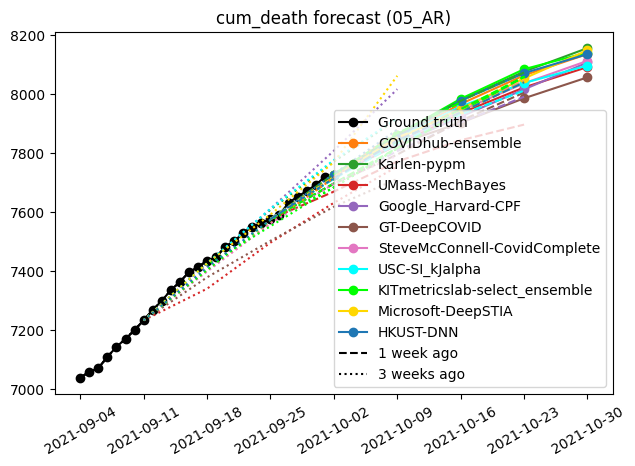 cum_death forecast (05_AR)
8200
8000
7800
7600
7400
7200
7000
Ground truth
COVIDhub-ensemble
Karlen-pypm
UMass-MechBayes
Google_Harvard-CPF
GT-DeepCOVID
SteveMcConnell-CovidComplete
USC-SI_kJalpha
KITmetricslab-select_ensemble
Microsoft-DeepSTIA
HKUST-DNN
1 week ago
3 weeks ago
2021-09-04
2021-09-11
2021-09-18
2021-09-25
2021-10-02
2021-10-09
2021-10-16
2021-10-23
2021-10-30